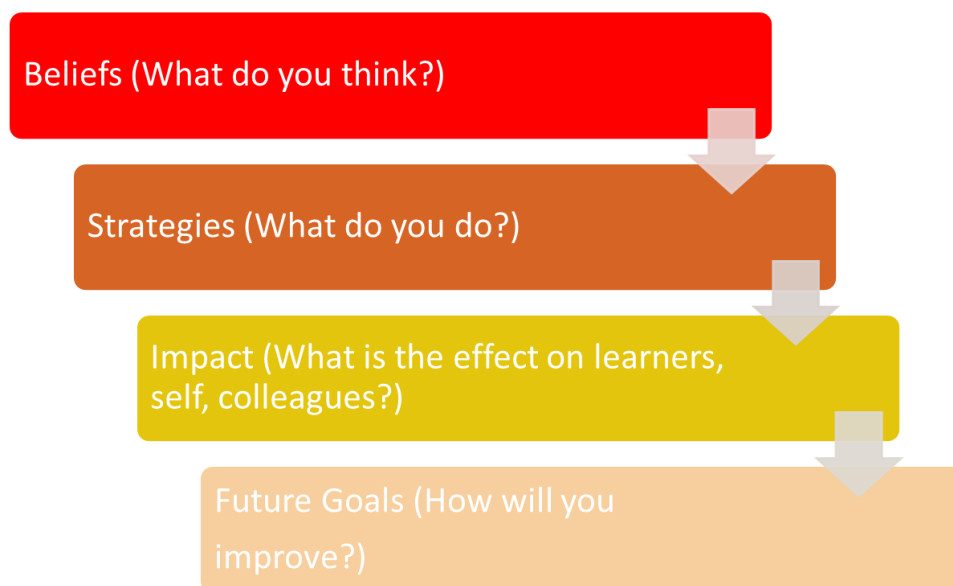 Beliefs (What do you think?)
Strategies (What do you do?)
Impact (What is the effect on learners,
self, colleagues?)
Future Goals (How will you
improve?)